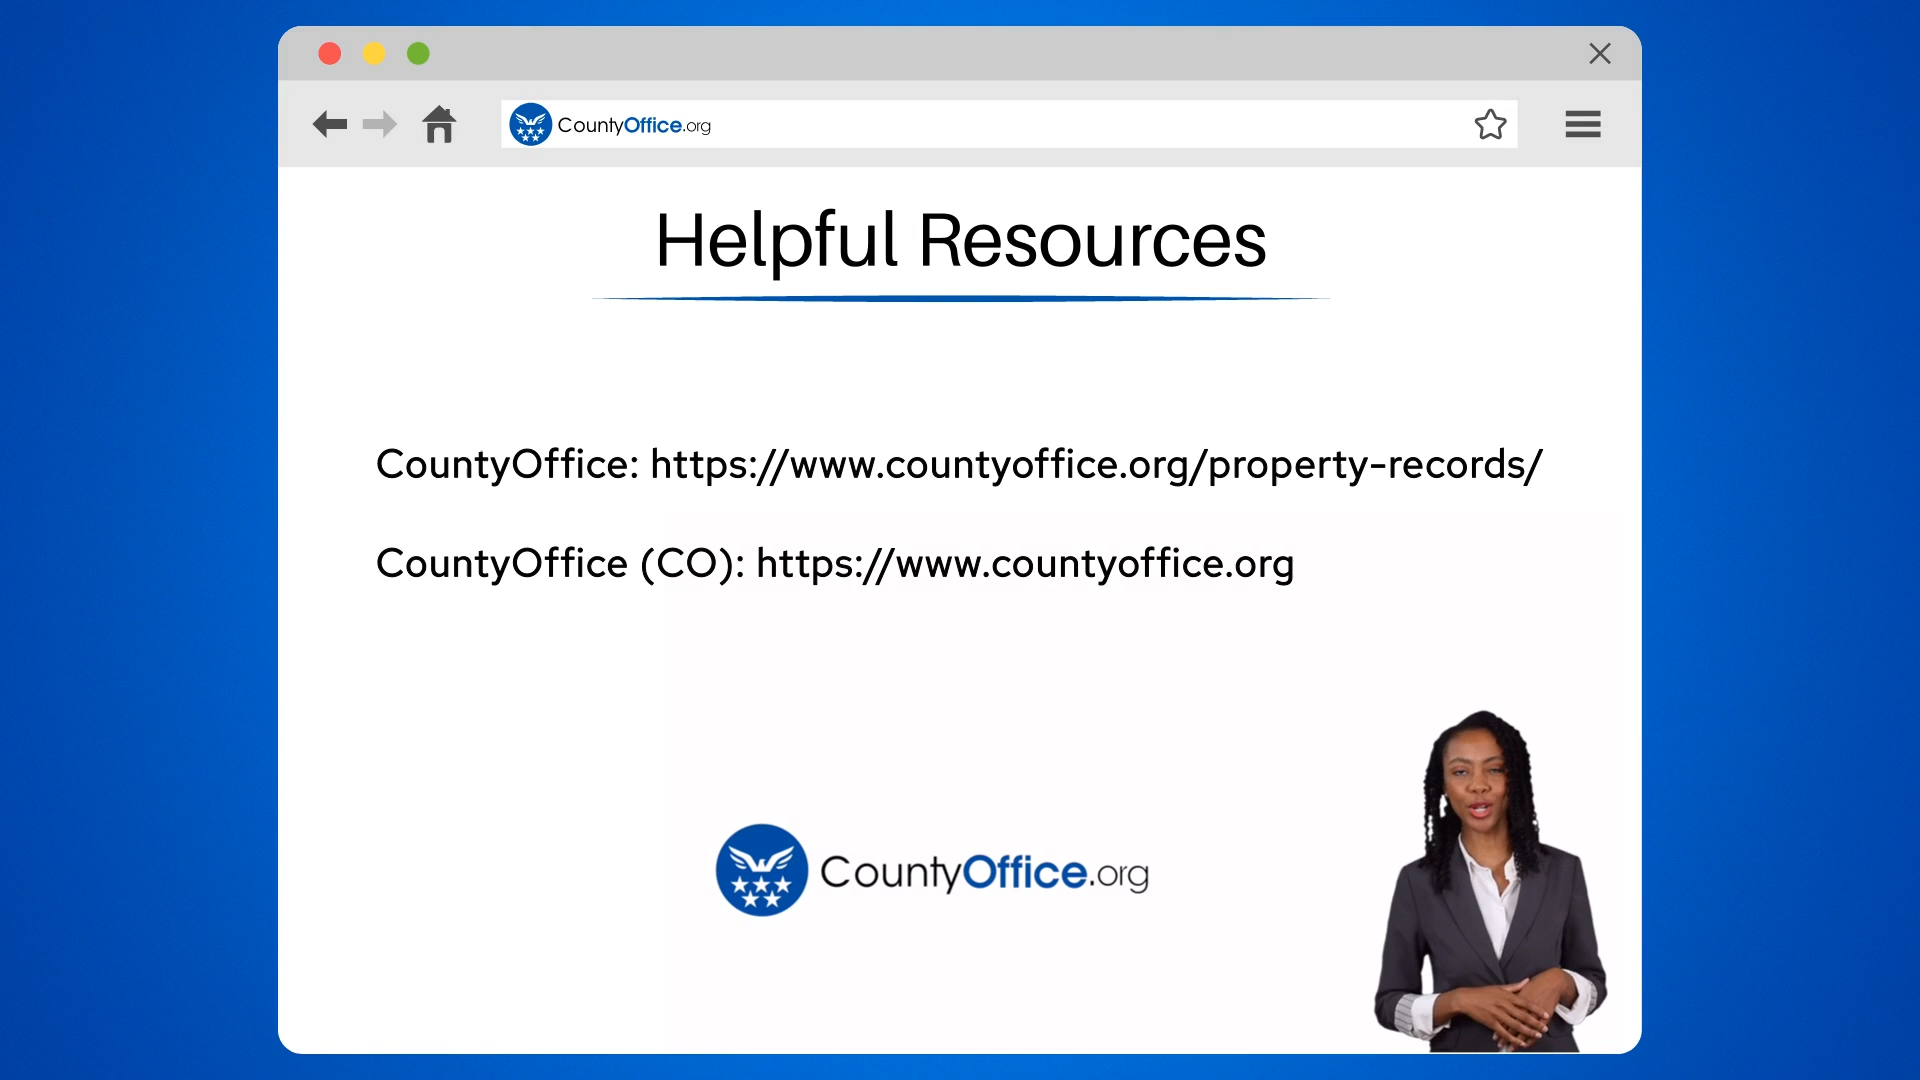 CountyOffice.org
Helpful Resources
CountyOffice: https://www.countyoffice.org/property-records/
CountyOffice (CO): https://www.countyoffice.org
CountyOffice.org